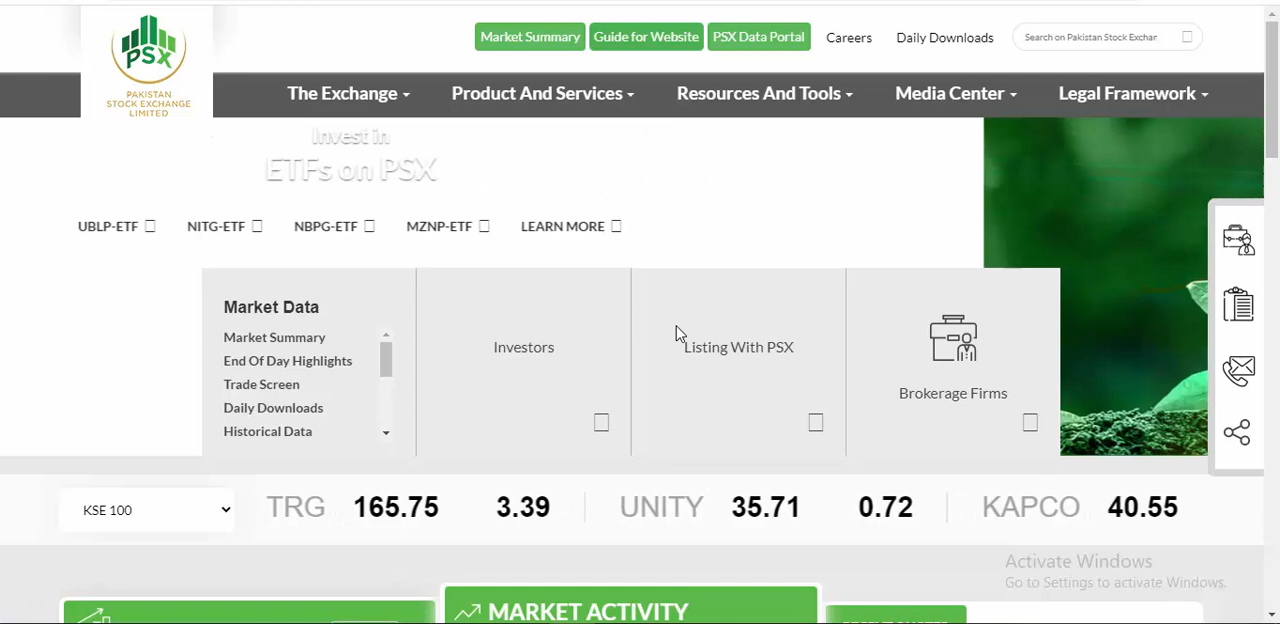 Market Summary
Guide for Website
PSX Data Portal
Careers
Daily Downloads
Search on Pakistan Stock Exchar
PSX
PAKISTAN
STOCK EXCHANGE
LIMITED
The Exchange
Product And Services
Resources And Tools
Media Center
Legal Framework
Invest in
ETFs on PSX
UBLP-ETF
NITG-ETF
NBPG-ETF
MZNP-ETF
LEARN MORE
Market Data
Market Summary
End Of Day Highlights
Trade Screen
Daily Downloads
Historical Data
Investors
Listing With PSX
Brokerage Firms
KSE 100
TRG 165.75 3.39
UNITY 35.71 0.72
KAPCO 40.55
Activate Windows
Go to Settings to activate Windows.
MARKET ACTIVITY